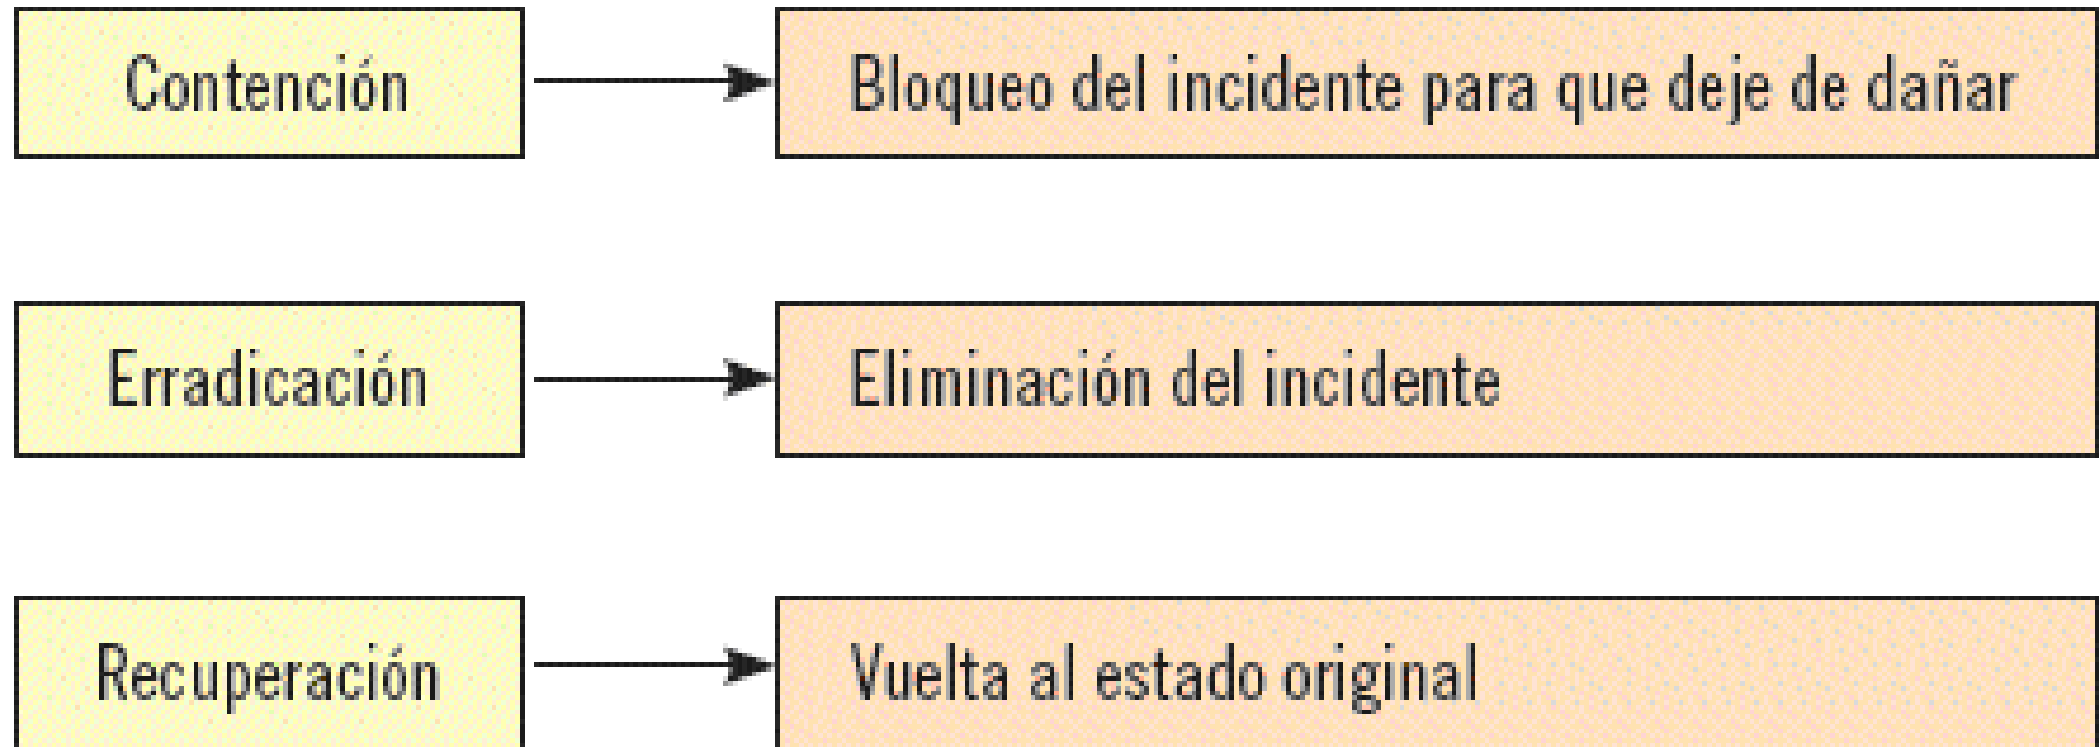 Contención
Bloqueo del incidente para que deje de dañar
Erradicación
Eliminación del incidente
Recuperación
Vuelta al estado original